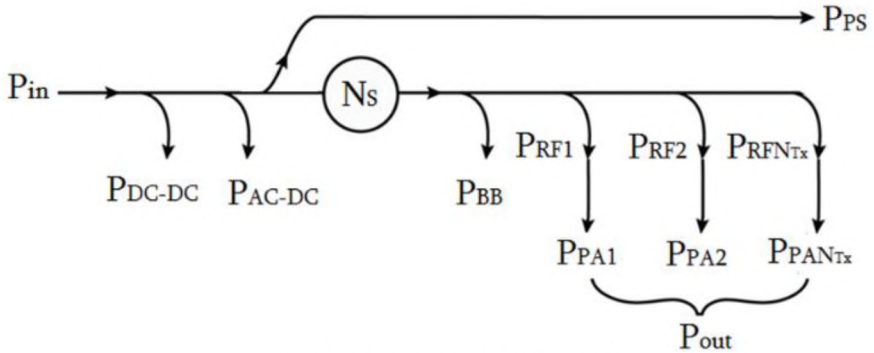 PPS
Pin
Ns
PRF1
PRF2
PRFNTx
PDC-DC
PAC-DC
PBB
PPA1
PPA2
PPANTx
Pout